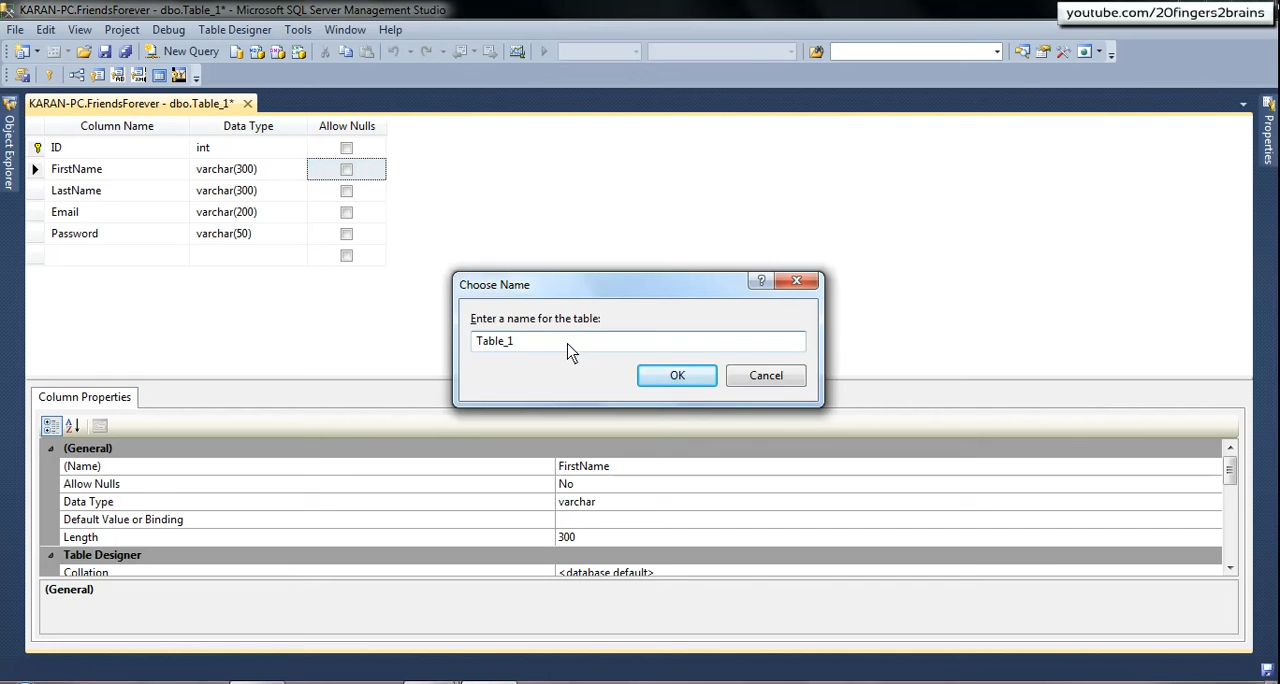 KARAN-PC.FriendsForever - dbo.Table_1* - Microsoft SQL Server Management Studio
youtube.com/2Ofingers2brains
File Edit View Project Debug Table Designer Tools Window Help
New Query
KARAN-PC.FriendsForever - dbo.Table_1*
Object Explorer
Properties
Column Name Data Type Allow Nulls
ID int
FirstName varchar(300)
LastName varchar(300)
Email varchar(200)
Password varchar(50)
Choose Name
Enter a name for the table:
Table_1
OK Cancel
Column Properties
(General)
(Name) FirstName
Allow Nulls No
Data Type varchar
Default Value or Binding
Length 300
Table Designer
Collation <database default>
(General)